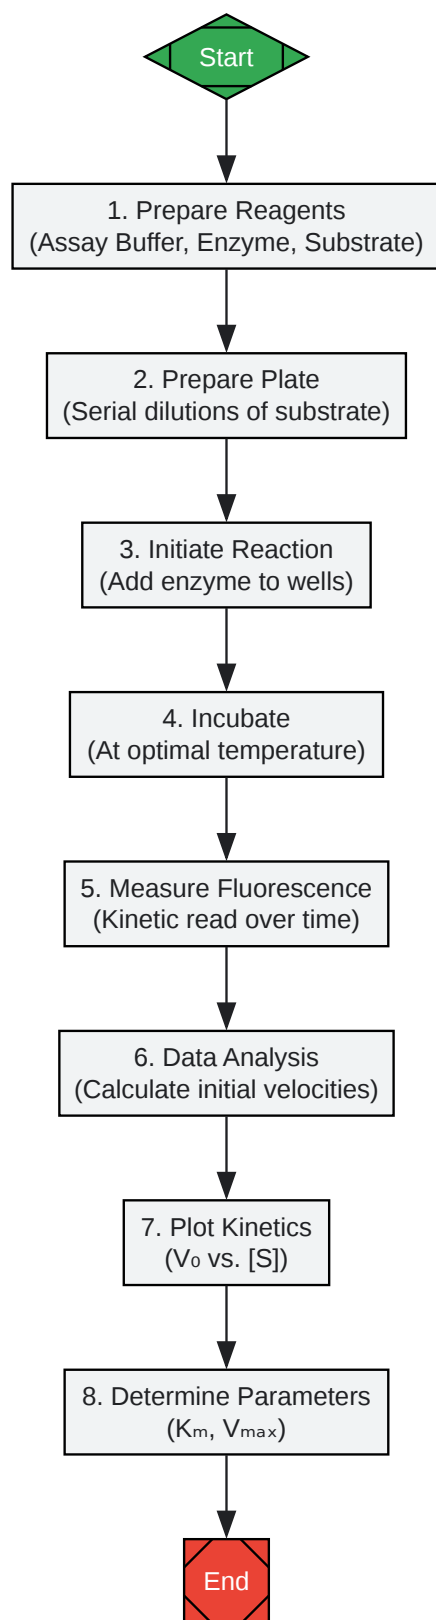 Start
1. Prepare Reagents
(Assay Buffer, Enzyme, Substrate)
2. Prepare Plate
(Serial dilutions of substrate)
3. Initiate Reaction
(Add enzyme to wells)
4. Incubate
(At optimal temperature)
5. Measure Fluorescence
(Kinetic read over time)
6. Data Analysis
(Calculate initial velocities)
7. Plot Kinetics
(V₀ vs. [S])
8. Determine Parameters
(Kₘ, Vₘₐₓ)
End